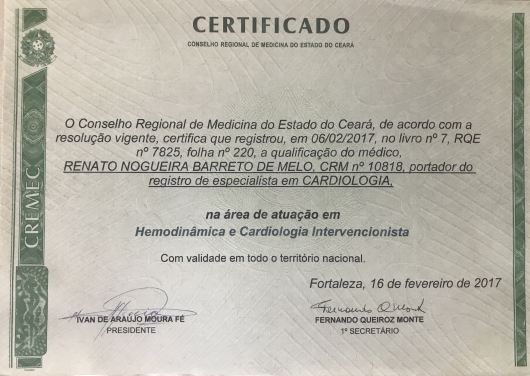 CERTIFICADO
CONSELHO REGIONAL DE MEDICINA DO ESTADO DO CEARÁ
CREMEC
O Conselho Regional de Medicina do Estado do Ceará, de acordo com a
resolução vigente, certifica que registrou, em 06/02/2017, no livro nº 7, RQE
nº 7825, folha nº 220, a qualificação do médico,
RENATO NOGUEIRA BARRETO DE MELO, CRM nº 10818, portador do
registro de especialista em CARDIOLOGIA,
na área de atuação em
Hemodinâmica e Cardiologia Intervencionista
Com validade em todo o território nacional.
Fortaleza, 16 de fevereiro de 2017
Fernando Q Monte
IVAN DE ARAÚJO MOURA FÉ
PRESIDENTE
FERNANDO QUEIROZ MONTE
1º SECRETÁRIO